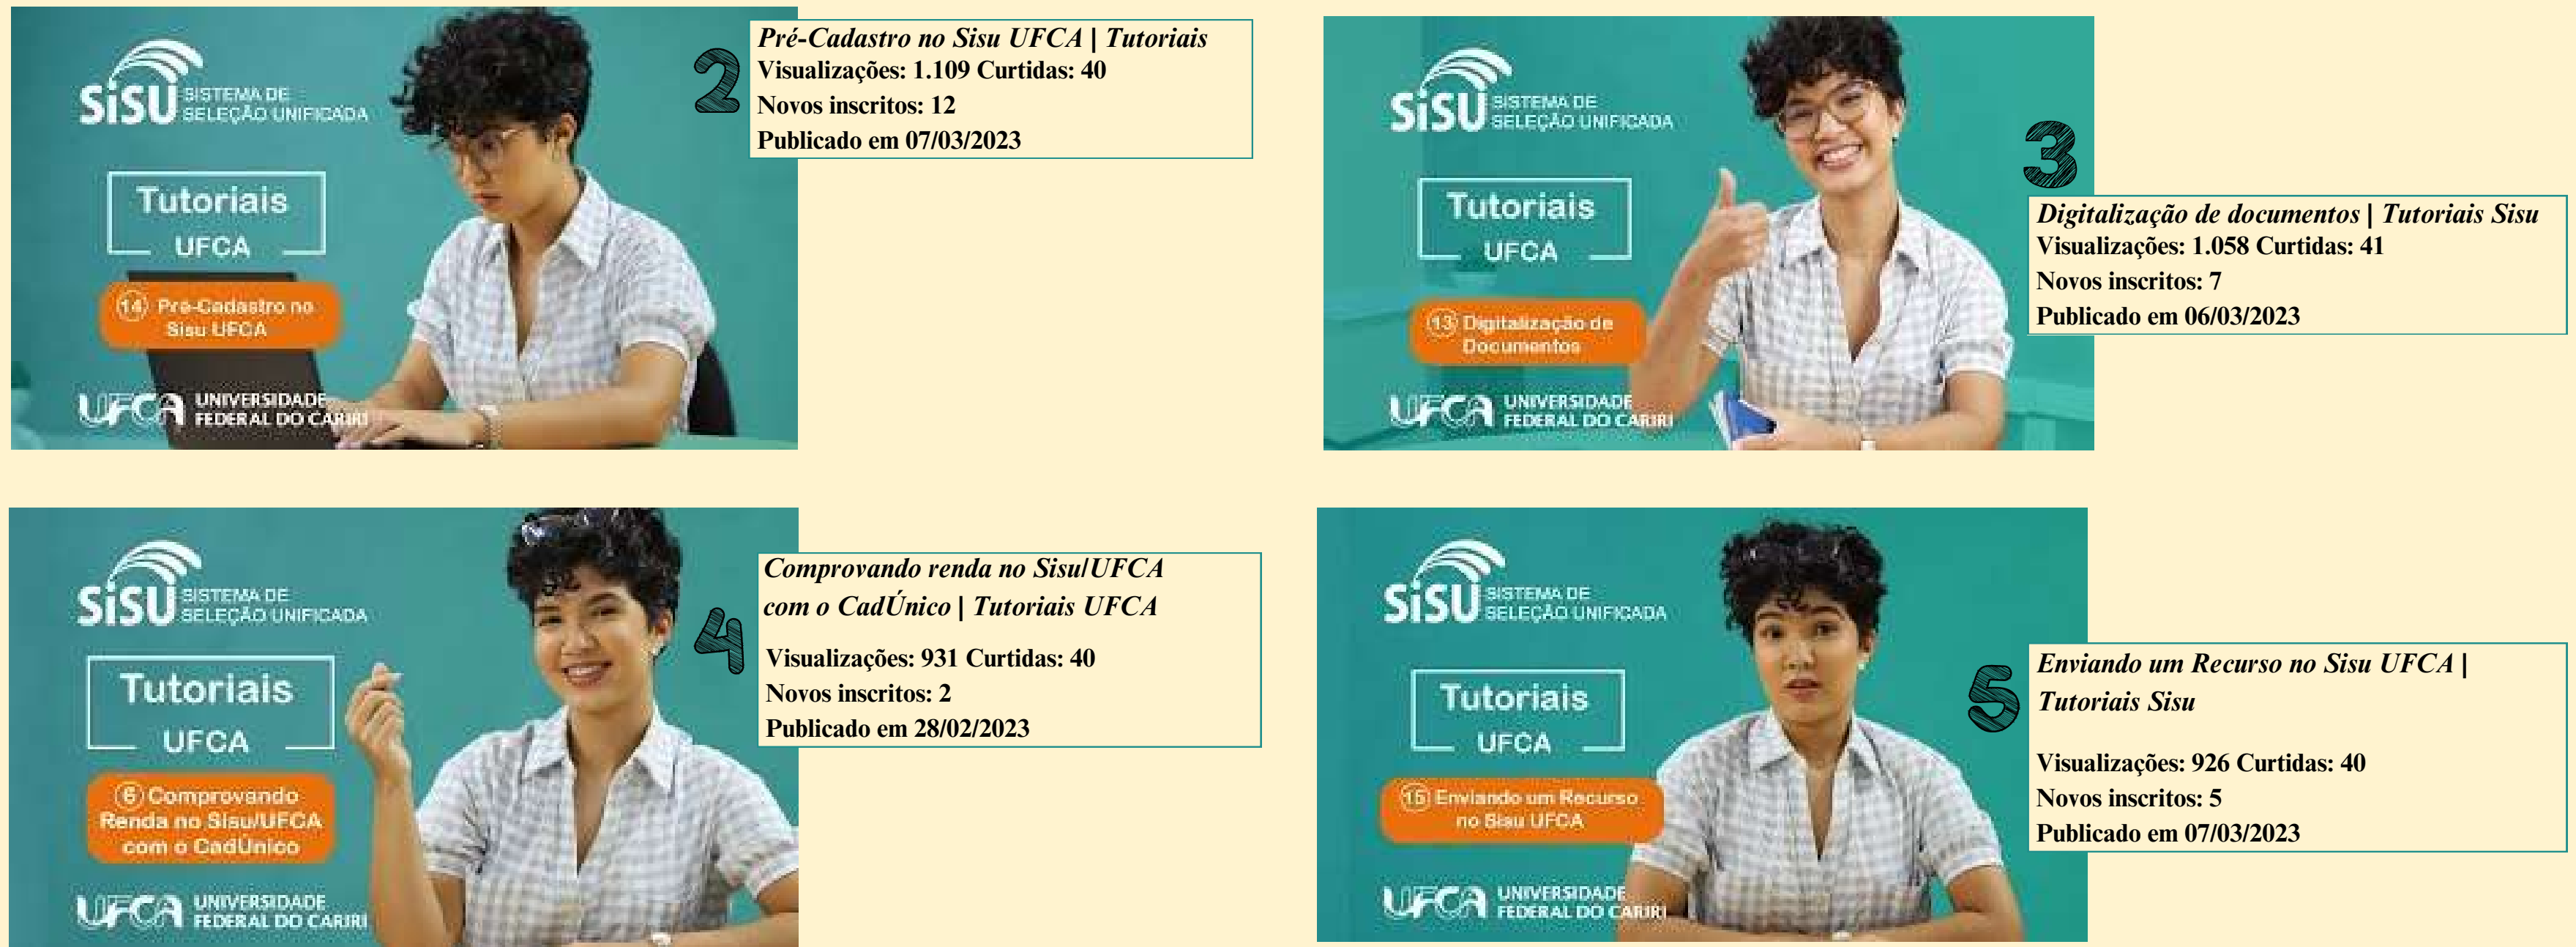 SiSU SISTEMA DE
SELEÇÃO UNIFICADA
Tutoriais
UFCA
14 Pré-Cadastro no
Sisu UFCA
UFCA UNIVERSIDADE
FEDERAL DO CARIRI
2
Pré-Cadastro no Sisu UFCA | Tutoriais
Visualizações: 1.109 Curtidas: 40
Novos inscritos: 12
Publicado em 07/03/2023
SiSU SISTEMA DE
SELEÇÃO UNIFICADA
Tutoriais
UFCA
13 Digitalização de
Documentos
UFCA UNIVERSIDADE
FEDERAL DO CARIRI
3
Digitalização de documentos | Tutoriais Sisu
Visualizações: 1.058 Curtidas: 41
Novos inscritos: 7
Publicado em 06/03/2023
SiSU SISTEMA DE
SELEÇÃO UNIFICADA
Tutoriais
UFCA
6 Comprovando
Renda no Sisu/UFCA
com o CadÚnico
UFCA UNIVERSIDADE
FEDERAL DO CARIRI
4
Comprovando renda no Sisu/UFCA
com o CadÚnico | Tutoriais UFCA
Visualizações: 931 Curtidas: 40
Novos inscritos: 2
Publicado em 28/02/2023
SiSU SISTEMA DE
SELEÇÃO UNIFICADA
Tutoriais
UFCA
15 Enviando um Recurso
no Sisu UFCA
UFCA UNIVERSIDADE
FEDERAL DO CARIRI
5
Enviando um Recurso no Sisu UFCA |
Tutoriais Sisu
Visualizações: 926 Curtidas: 40
Novos inscritos: 5
Publicado em 07/03/2023